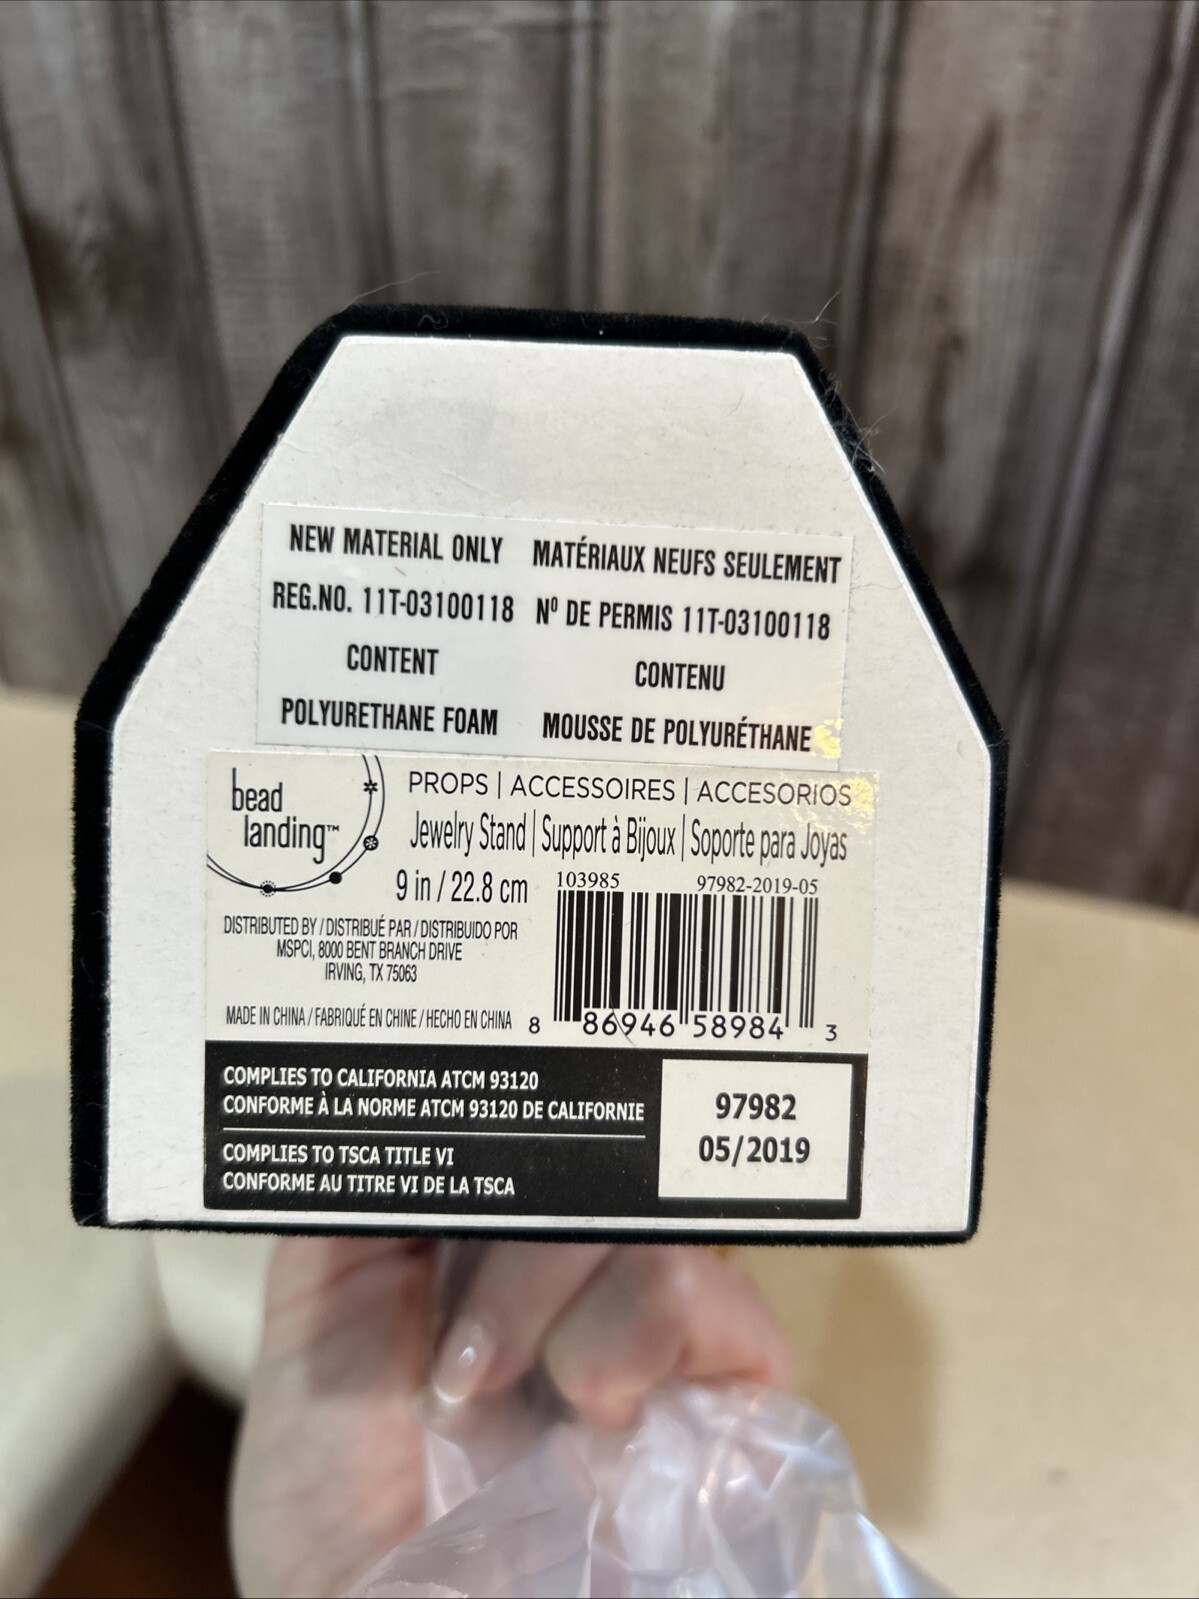 NEW MATERIAL ONLY MATÉRIAUX NEUFS SEULEMENT
REG.NO. 11T-03100118 Nº DE PERMIS 11T-03100118
CONTENT CONTENU
POLYURETHANE FOAM MOUSSE DE POLYURÉTHANE
bead
landing™
PROPS | ACCESSOIRES | ACCESORIOS
Jewelry Stand | Support à Bijoux | Soporte para Joyas
9 in / 22.8 cm
103985 97982-2019-05
DISTRIBUTED BY / DISTRIBUÉ PAR / DISTRIBUIDO POR
MSPCI, 8000 BENT BRANCH DRIVE
IRVING, TX 75063
MADE IN CHINA / FABRIQUÉ EN CHINE / HECHO EN CHINA
8 86946 58984 3
COMPLIES TO CALIFORNIA ATCM 93120
CONFORME À LA NORME ATCM 93120 DE CALIFORNIE
COMPLIES TO TSCA TITLE VI
CONFORME AU TITRE VI DE LA TSCA
97982
05/2019